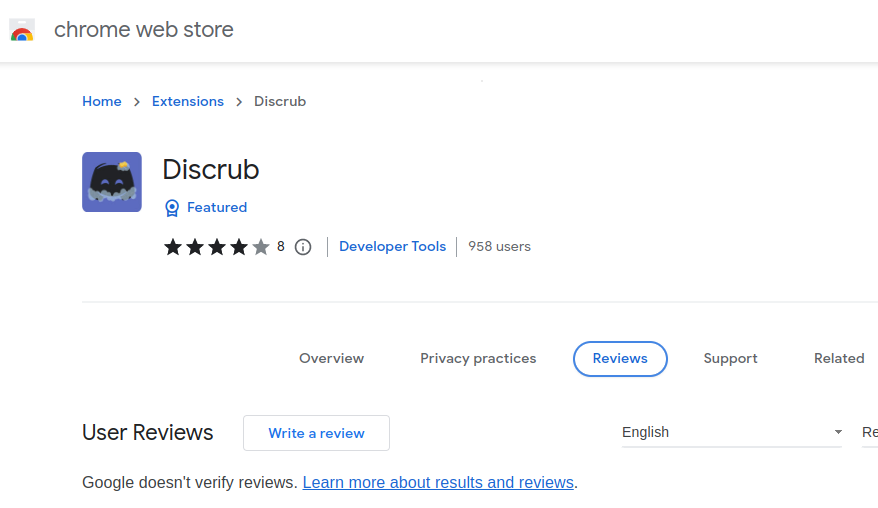 chrome web store
Home > Extensions > Discrub
Discrub
Featured
8 Developer Tools 958 users
Overview Privacy practices Reviews Support Related
User Reviews Write a review English Re
Google doesn't verify reviews. Learn more about results and reviews.